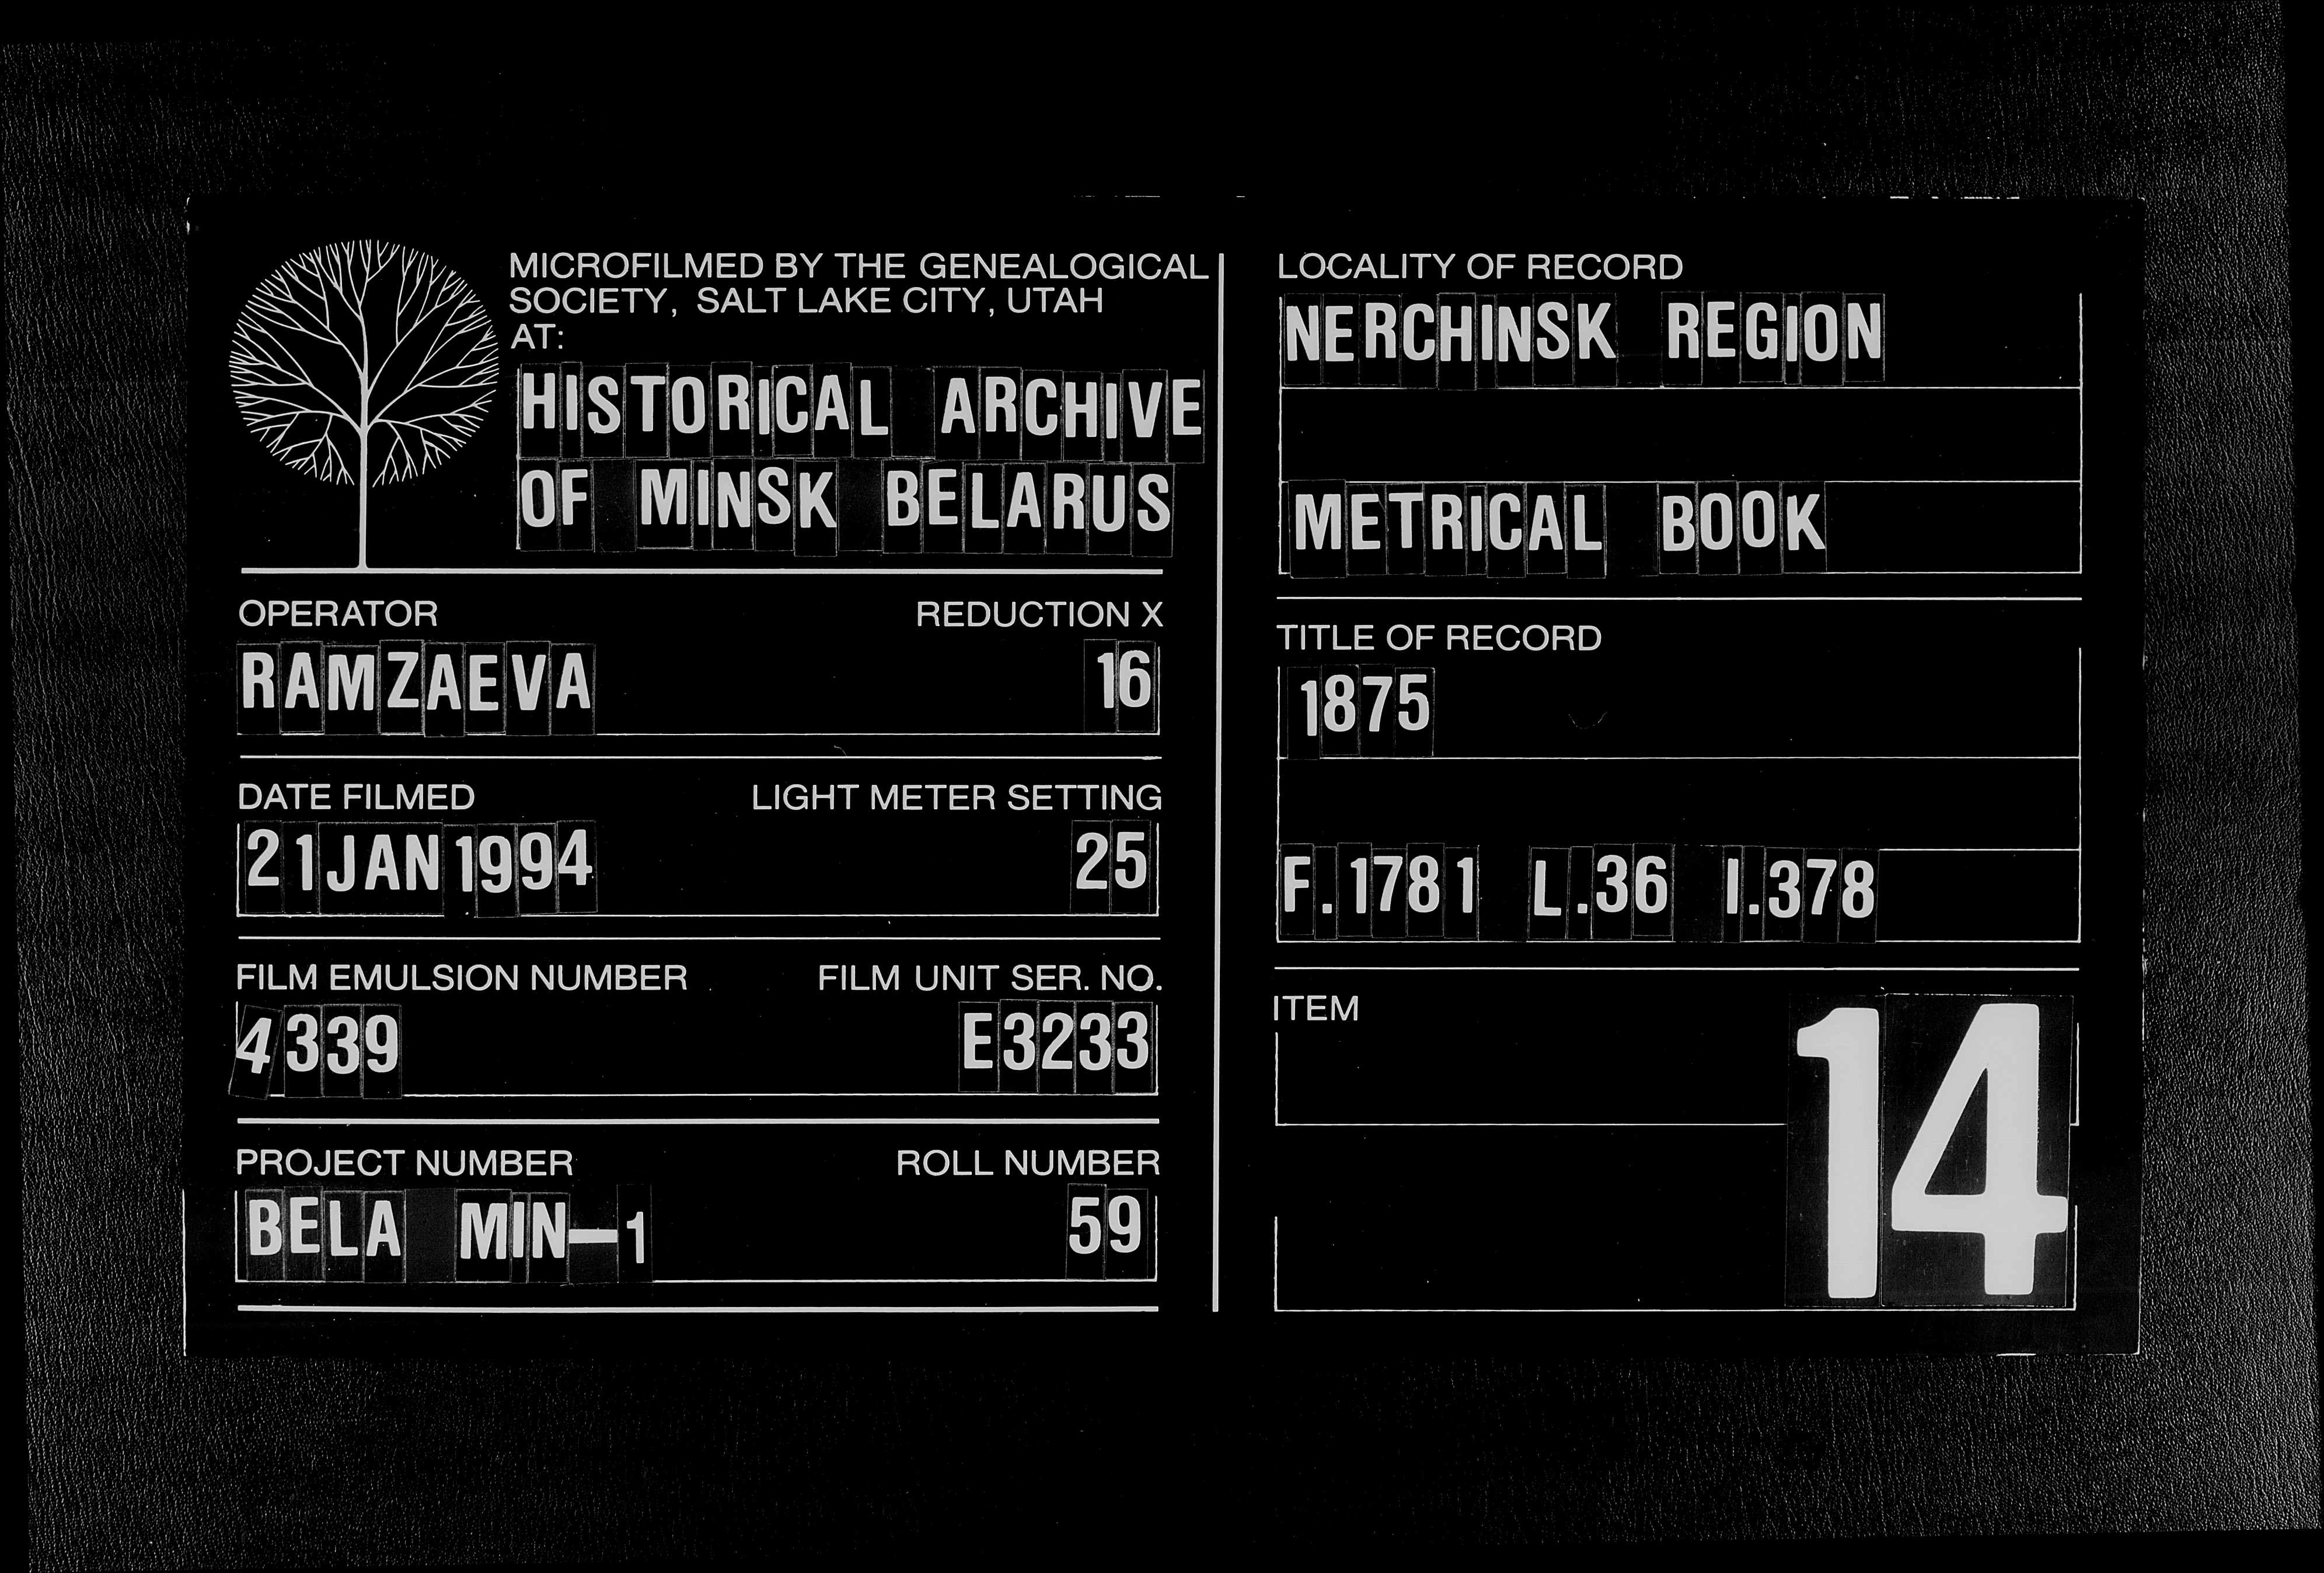 MICROFILMED BY THE GENEALOGICAL
SOCIETY, SALT LAKE CITY, UTAH
AT:
HISTORICAL ARCHIVE
OF MINSK BELARUS
OPERATOR REDUCTION X
RAMZAEVA 16
DATE FILMED LIGHT METER SETTING
21 JAN 1994 25
FILM EMULSION NUMBER FILM UNIT SER. NO.
4339 E3233
PROJECT NUMBER ROLL NUMBER
BELA MIN-1 59
LOCALITY OF RECORD
NERCHINSK REGION
METRICAL BOOK
TITLE OF RECORD
1875
F.1781 L.36 I.378
ITEM
14